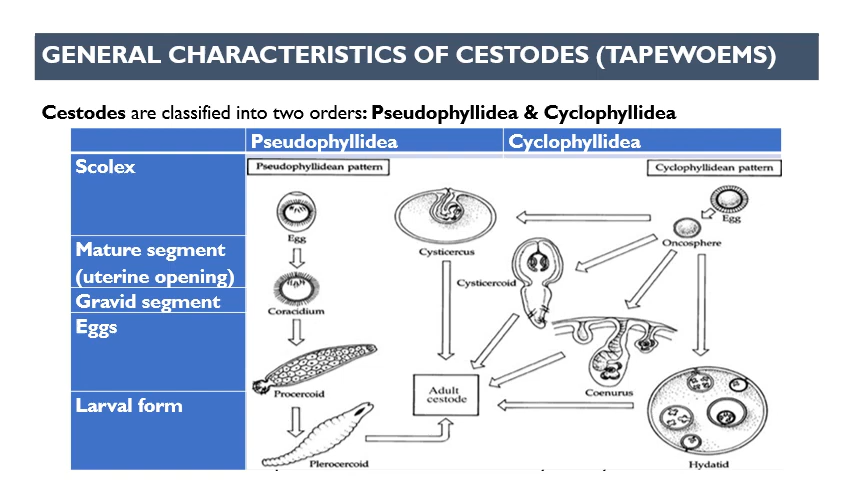 GENERAL CHARACTERISTICS OF CESTODES (TAPEWOEMS)
Cestodes are classified into two orders: Pseudophyllidea & Cyclophyllidea
Pseudophyllidea
Cyclophyllidea
Scolex
Mature segment
(uterine opening)
Gravid segment
Eggs
Larval form
Pseudophyllidean pattern
Egg
Coracidium
Procercoid
Plerocercoid
Cyclophyllidean pattern
Egg
Oncosphere
Cysticercus
Cysticercoid
Coenurus
Hydatid
Adult
cestode